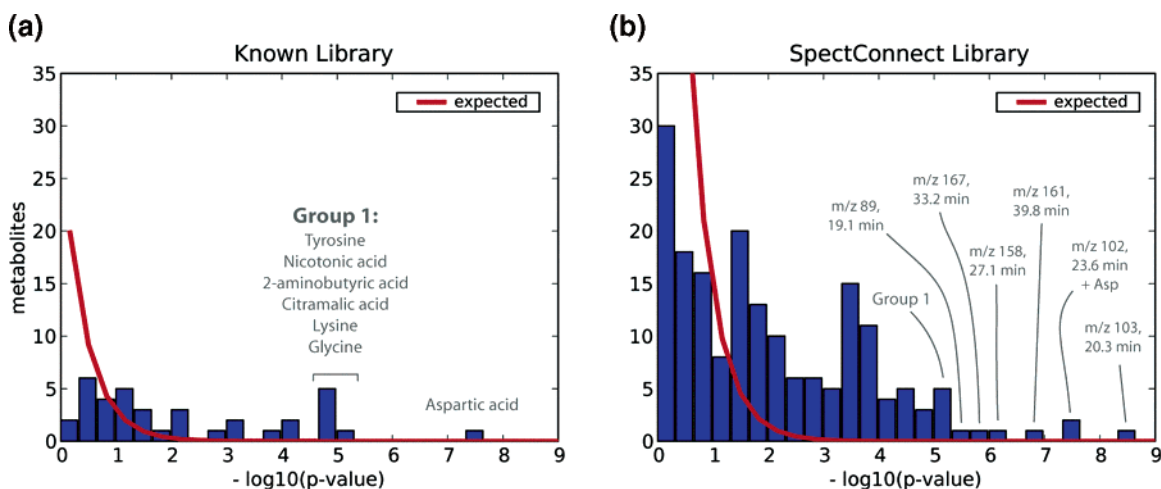 (a)
Known Library
35
30
25
20
15
10
5
0
metabolites
expected
Group 1:
Tyrosine
Nicotonic acid
2-aminobutyric acid
Citramalic acid
Lysine
Glycine
Aspartic acid
0 1 2 3 4 5 6 7 8 9
- log10(p-value)
(b)
SpectConnect Library
35
30
25
20
15
10
5
0
metabolites
expected
m/z 89,
19.1 min
m/z 167,
33.2 min
m/z 158,
27.1 min
m/z 161,
39.8 min
m/z 102,
23.6 min
+ Asp
m/z 103,
20.3 min
Group 1
0 1 2 3 4 5 6 7 8 9
- log10(p-value)